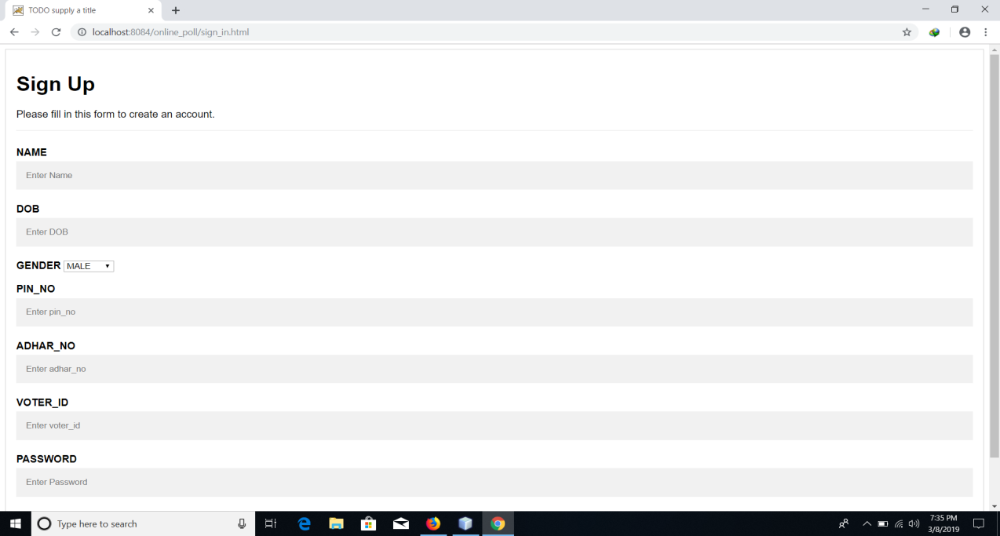 TODO supply a title
localhost:8084/online_poll/sign_in.html
Sign Up
Please fill in this form to create an account.
NAME
Enter Name
DOB
Enter DOB
GENDER MALE
PIN_NO
Enter pin_no
ADHAR_NO
Enter adhar_no
VOTER_ID
Enter voter_id
PASSWORD
Enter Password
Type here to search
7:35 PM
3/8/2019